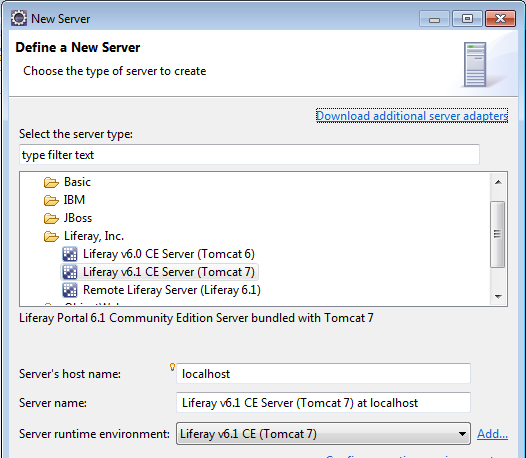 New Server
Define a New Server
Choose the type of server to create
Download additional server adapters
Select the server type:
type filter text
Basic
IBM
JBoss
Liferay, Inc.
Liferay v6.0 CE Server (Tomcat 6)
Liferay v6.1 CE Server (Tomcat 7)
Remote Liferay Server (Liferay 6.1)
Liferay Portal 6.1 Community Edition Server bundled with Tomcat 7
Server's host name: localhost
Server name: Liferay v6.1 CE Server (Tomcat 7) at localhost
Server runtime environment: Liferay v6.1 CE (Tomcat 7) Add...